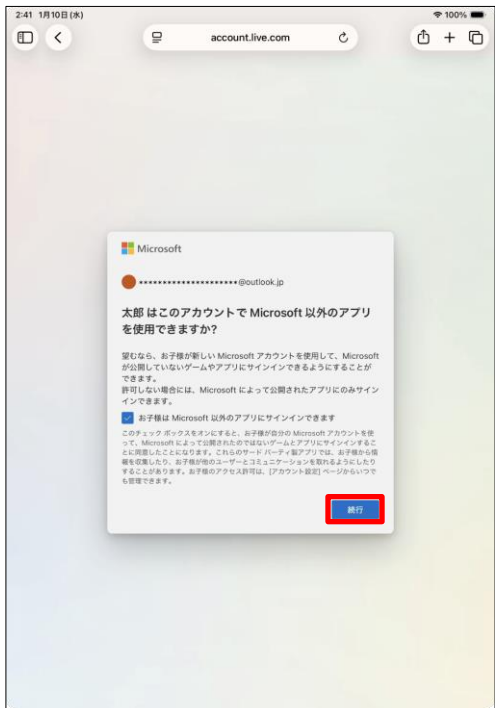 2:41 1月10日(水) 100%
account.live.com
Microsoft
*********************@outlook.jp
太郎 はこのアカウントで Microsoft 以外のアプリ
を使用できますか?
望むなら、お子様が新しい Microsoft アカウントを使用して、Microsoft
が公開していないゲームやアプリにサインインできるようにすることが
できます。
許可しない場合には、Microsoft によって公開されたアプリにのみサイン
インできます。
お子様は Microsoft 以外のアプリにサインインできます
このチェック ボックスをオンにすると、お子様が自分の Microsoft アカウントを使
って、Microsoft によって公開されたのではないゲームとアプリにサインインするこ
とに同意したことになります。これらのサード パーティ製アプリでは、お子様から情
報を収集したり、お子様が他のユーザーとコミュニケーションを取れるようにしたり
することがあります。お子様のアクセス許可は、[アカウント設定] ページからいつで
も管理できます。
続行